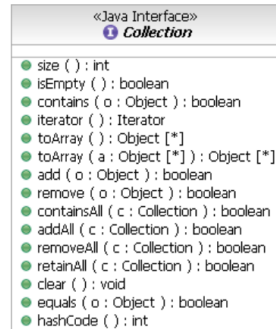 «Java Interface»
Collection
size ( ) : int
isEmpty ( ) : boolean
contains ( o : Object ) : boolean
iterator ( ) : Iterator
toArray ( ) : Object [*]
toArray ( a : Object [*] ) : Object [*]
add ( o : Object ) : boolean
remove ( o : Object ) : boolean
containsAll ( c : Collection ) : boolean
addAll ( c : Collection ) : boolean
removeAll ( c : Collection ) : boolean
retainAll ( c : Collection ) : boolean
clear ( ) : void
equals ( o : Object ) : boolean
hashCode ( ) : int